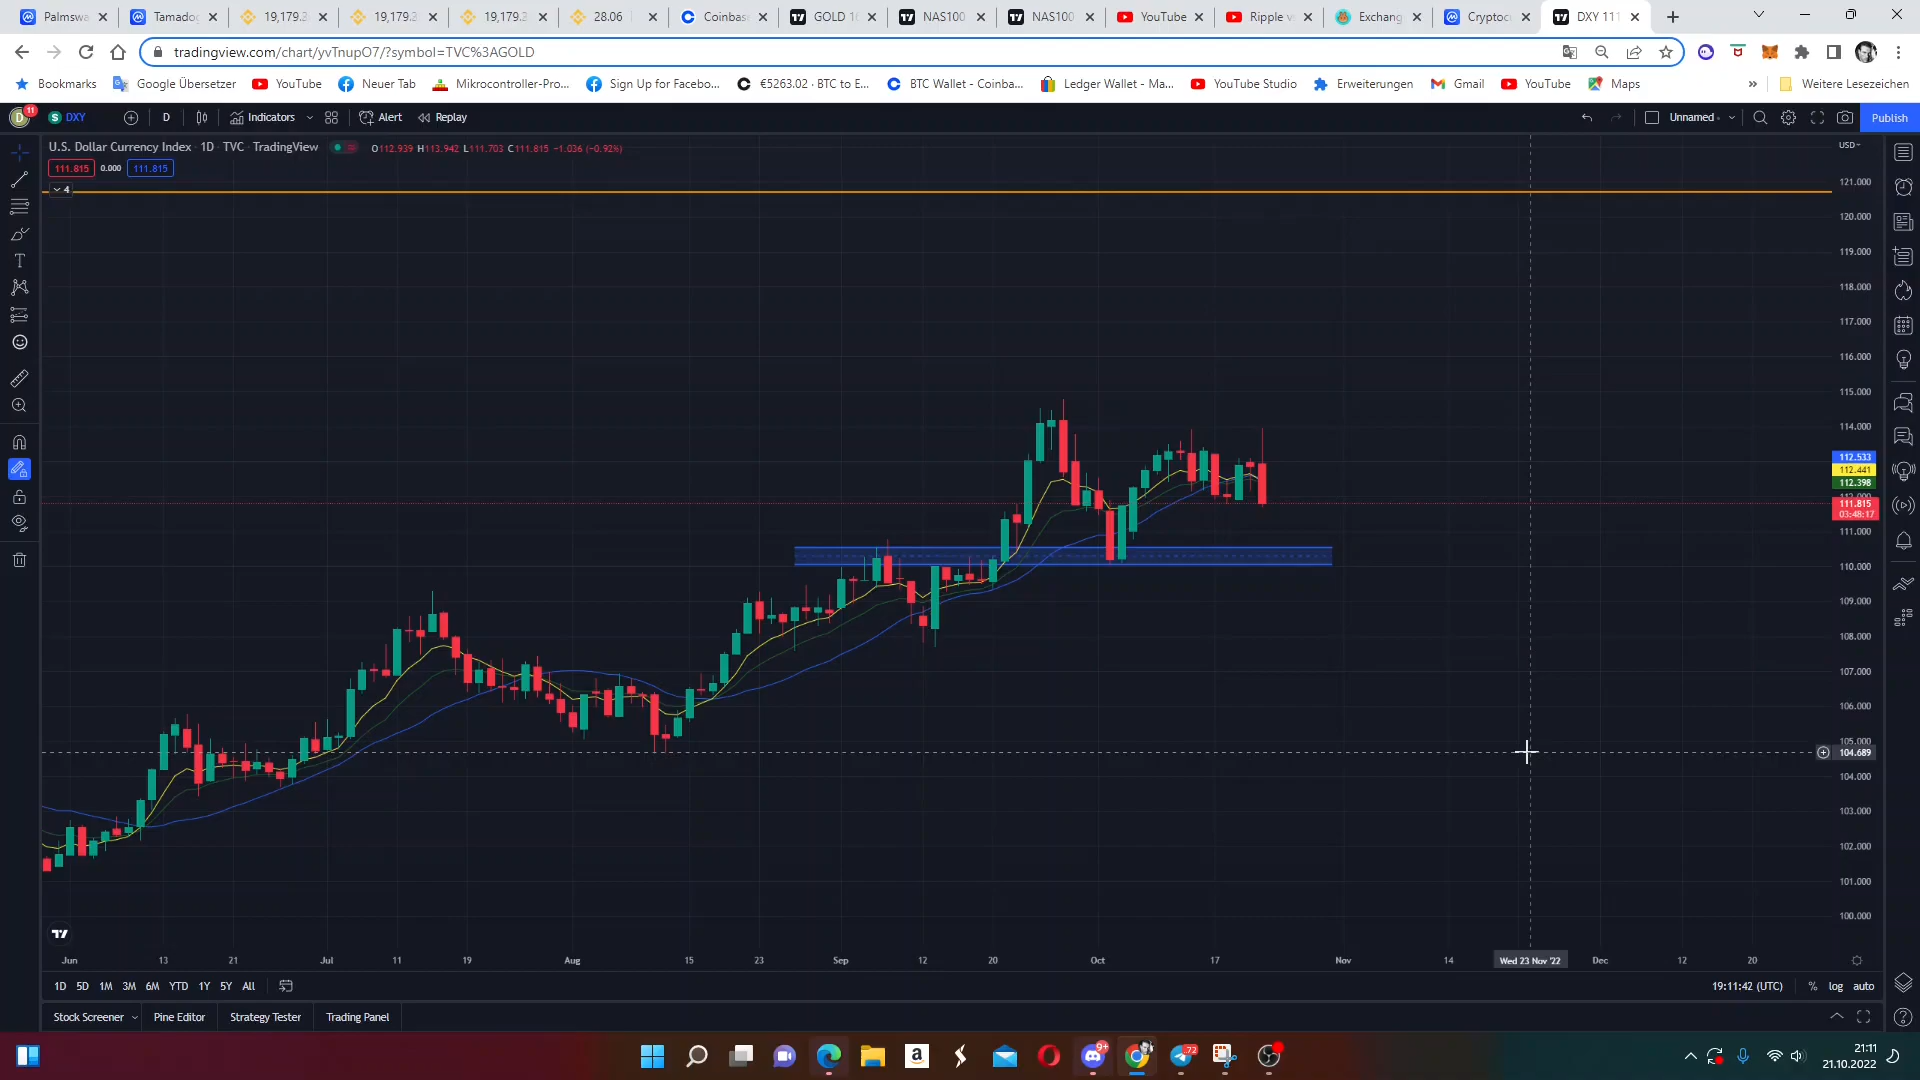 Palmswa
Tamadog
19,179.3
19,179.3
19,179.3
28.06
Coinbas
GOLD 16
NAS100
NAS100
YouTube
Ripple v
Exchang
Cryptoc
DXY 111
tradingview.com/chart/yvTnupO7/?symbol=TVC%3AGOLD
Bookmarks
Google Übersetzer
YouTube
Neuer Tab
Mikrocontroller-Pro...
Sign Up for Facebo...
€5263.02 · BTC to E...
BTC Wallet - Coinba...
Ledger Wallet - Ma...
YouTube Studio
Erweiterungen
Gmail
YouTube
Maps
»
Weitere Lesezeichen
D
11
S
DXY
D
Indicators
Alert
Replay
Unnamed
Publish
U.S. Dollar Currency Index · 1D · TVC · TradingView
O112.939 H113.942 L111.703 C111.815 −1.036 (−0.92%)
USD
111.815
0.000
111.815
4
121.000
120.000
119.000
118.000
117.000
116.000
115.000
114.000
112.533
112.441
112.398
111.815
03:48:17
111.000
110.000
109.000
108.000
107.000
106.000
105.000
104.689
104.000
103.000
102.000
101.000
100.000
Jun
13
21
Jul
11
19
Aug
15
23
Sep
12
20
Oct
17
Nov
14
Wed 23 Nov '22
Dec
12
20
1D
5D
1M
3M
6M
YTD
1Y
5Y
All
19:11:42 (UTC)
%
log
auto
Stock Screener
Pine Editor
Strategy Tester
Trading Panel
9+
72
21:11
21.10.2022